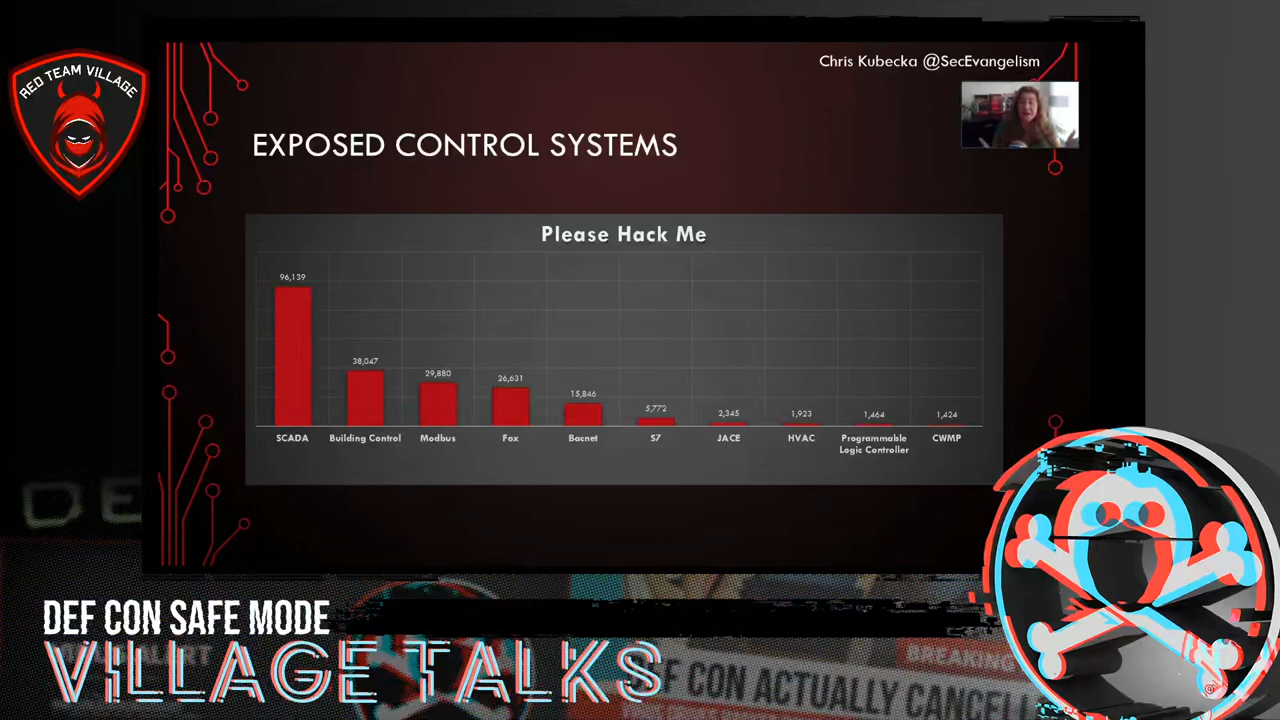 RED TEAM VILLAGE
Chris Kubecka @SecEvangelism
EXPOSED CONTROL SYSTEMS
Please Hack Me
96,139
38,047
29,880
26,631
15,846
5,772
2,345
1,923
1,464
1,424
SCADA
Building Control
Modbus
Fox
Bacnet
S7
JACE
HVAC
Programmable
Logic Controller
CWMP
DE
DEF CON SAFE MODE
VILLAGE TALKS
BREAKING
DEF CON ACTUALLY CANCEL